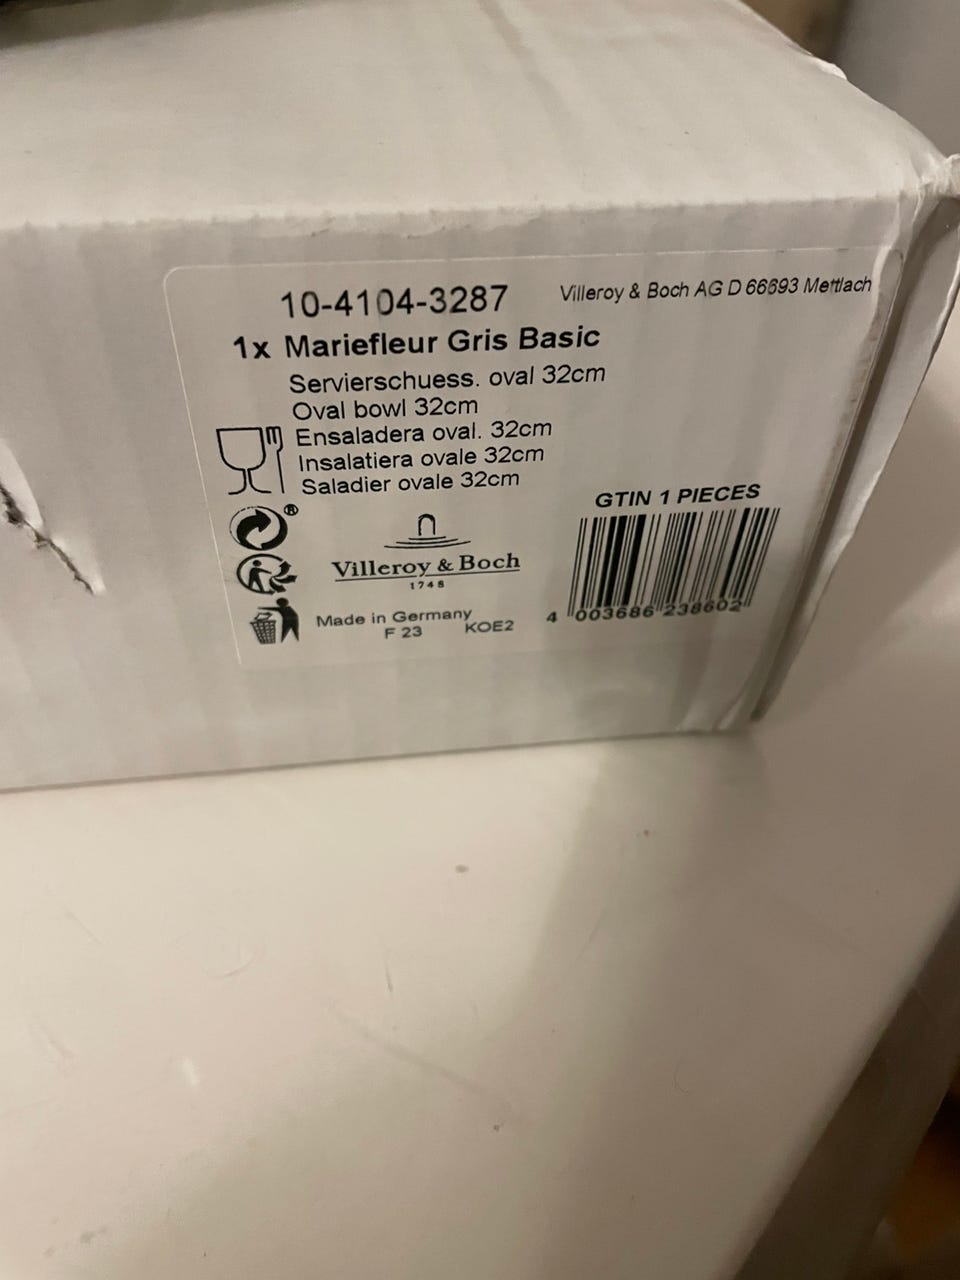 10-4104-3287
Villeroy & Boch AG D 66693 Mettlach
1x Mariefleur Gris Basic
Servierschuess. oval 32cm
Oval bowl 32cm
Ensaladera oval. 32cm
Insalatiera ovale 32cm
Saladier ovale 32cm
GTIN 1 PIECES
®
Villeroy & Boch
1748
Made in Germany
F 23 KOE2
4 003686 238602